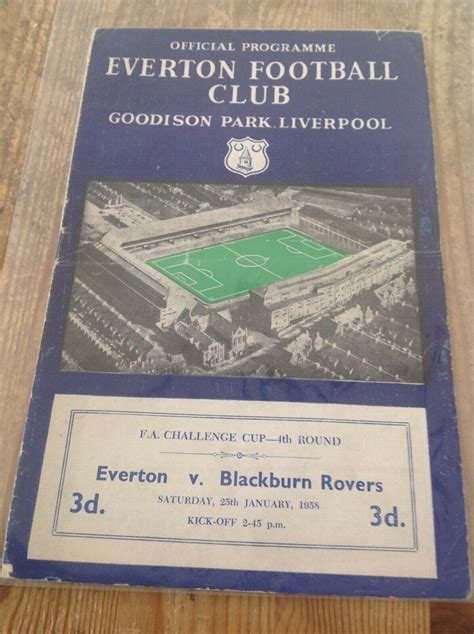 OFFICIAL PROGRAMME
EVERTON FOOTBALL
CLUB
GOODISON PARK. LIVERPOOL
F.A. CHALLENGE CUP—4th ROUND
Everton v. Blackburn Rovers
3d. SATURDAY, 25th JANUARY, 1958 3d.
KICK-OFF 2-45 p.m.